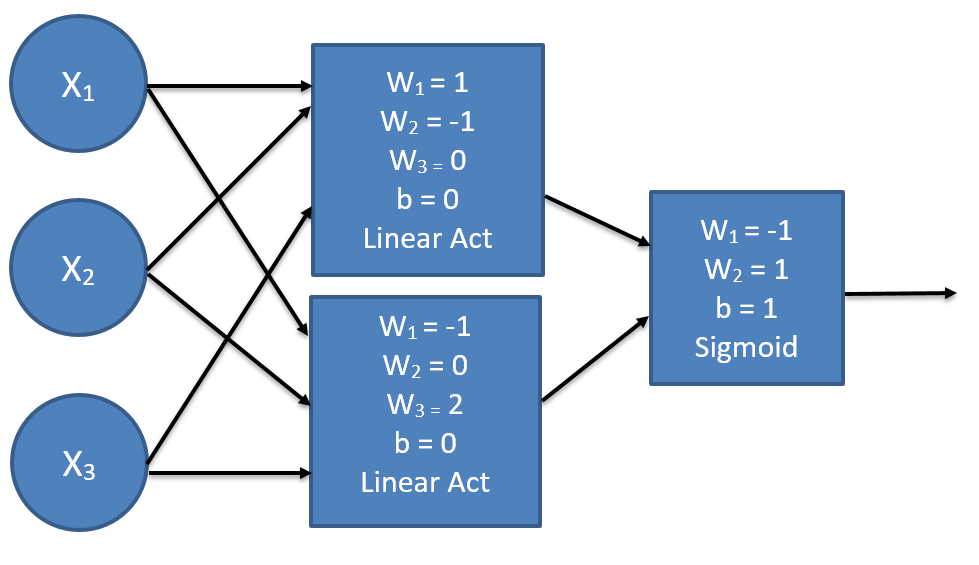 X₁
X₂
X₃
W₁ = 1
W₂ = -1
W₃ = 0
b = 0
Linear Act
W₁ = -1
W₂ = 0
W₃ = 2
b = 0
Linear Act
W₁ = -1
W₂ = 1
b = 1
Sigmoid